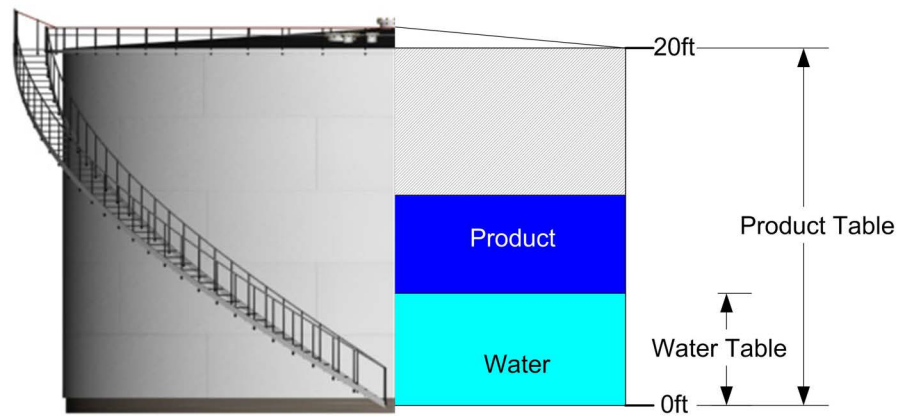 20ft
Product
Product Table
Water
Water Table
0ft